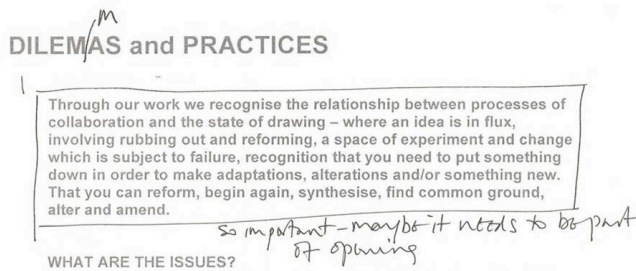 m
DILEMAS and PRACTICES
Through our work we recognise the relationship between processes of
collaboration and the state of drawing – where an idea is in flux,
involving rubbing out and reforming, a space of experiment and change
which is subject to failure, recognition that you need to put something
down in order to make adaptations, alterations and/or something new.
That you can reform, begin again, synthesise, find common ground,
alter and amend.
so important - maybe it needs to be part
of opening
WHAT ARE THE ISSUES?